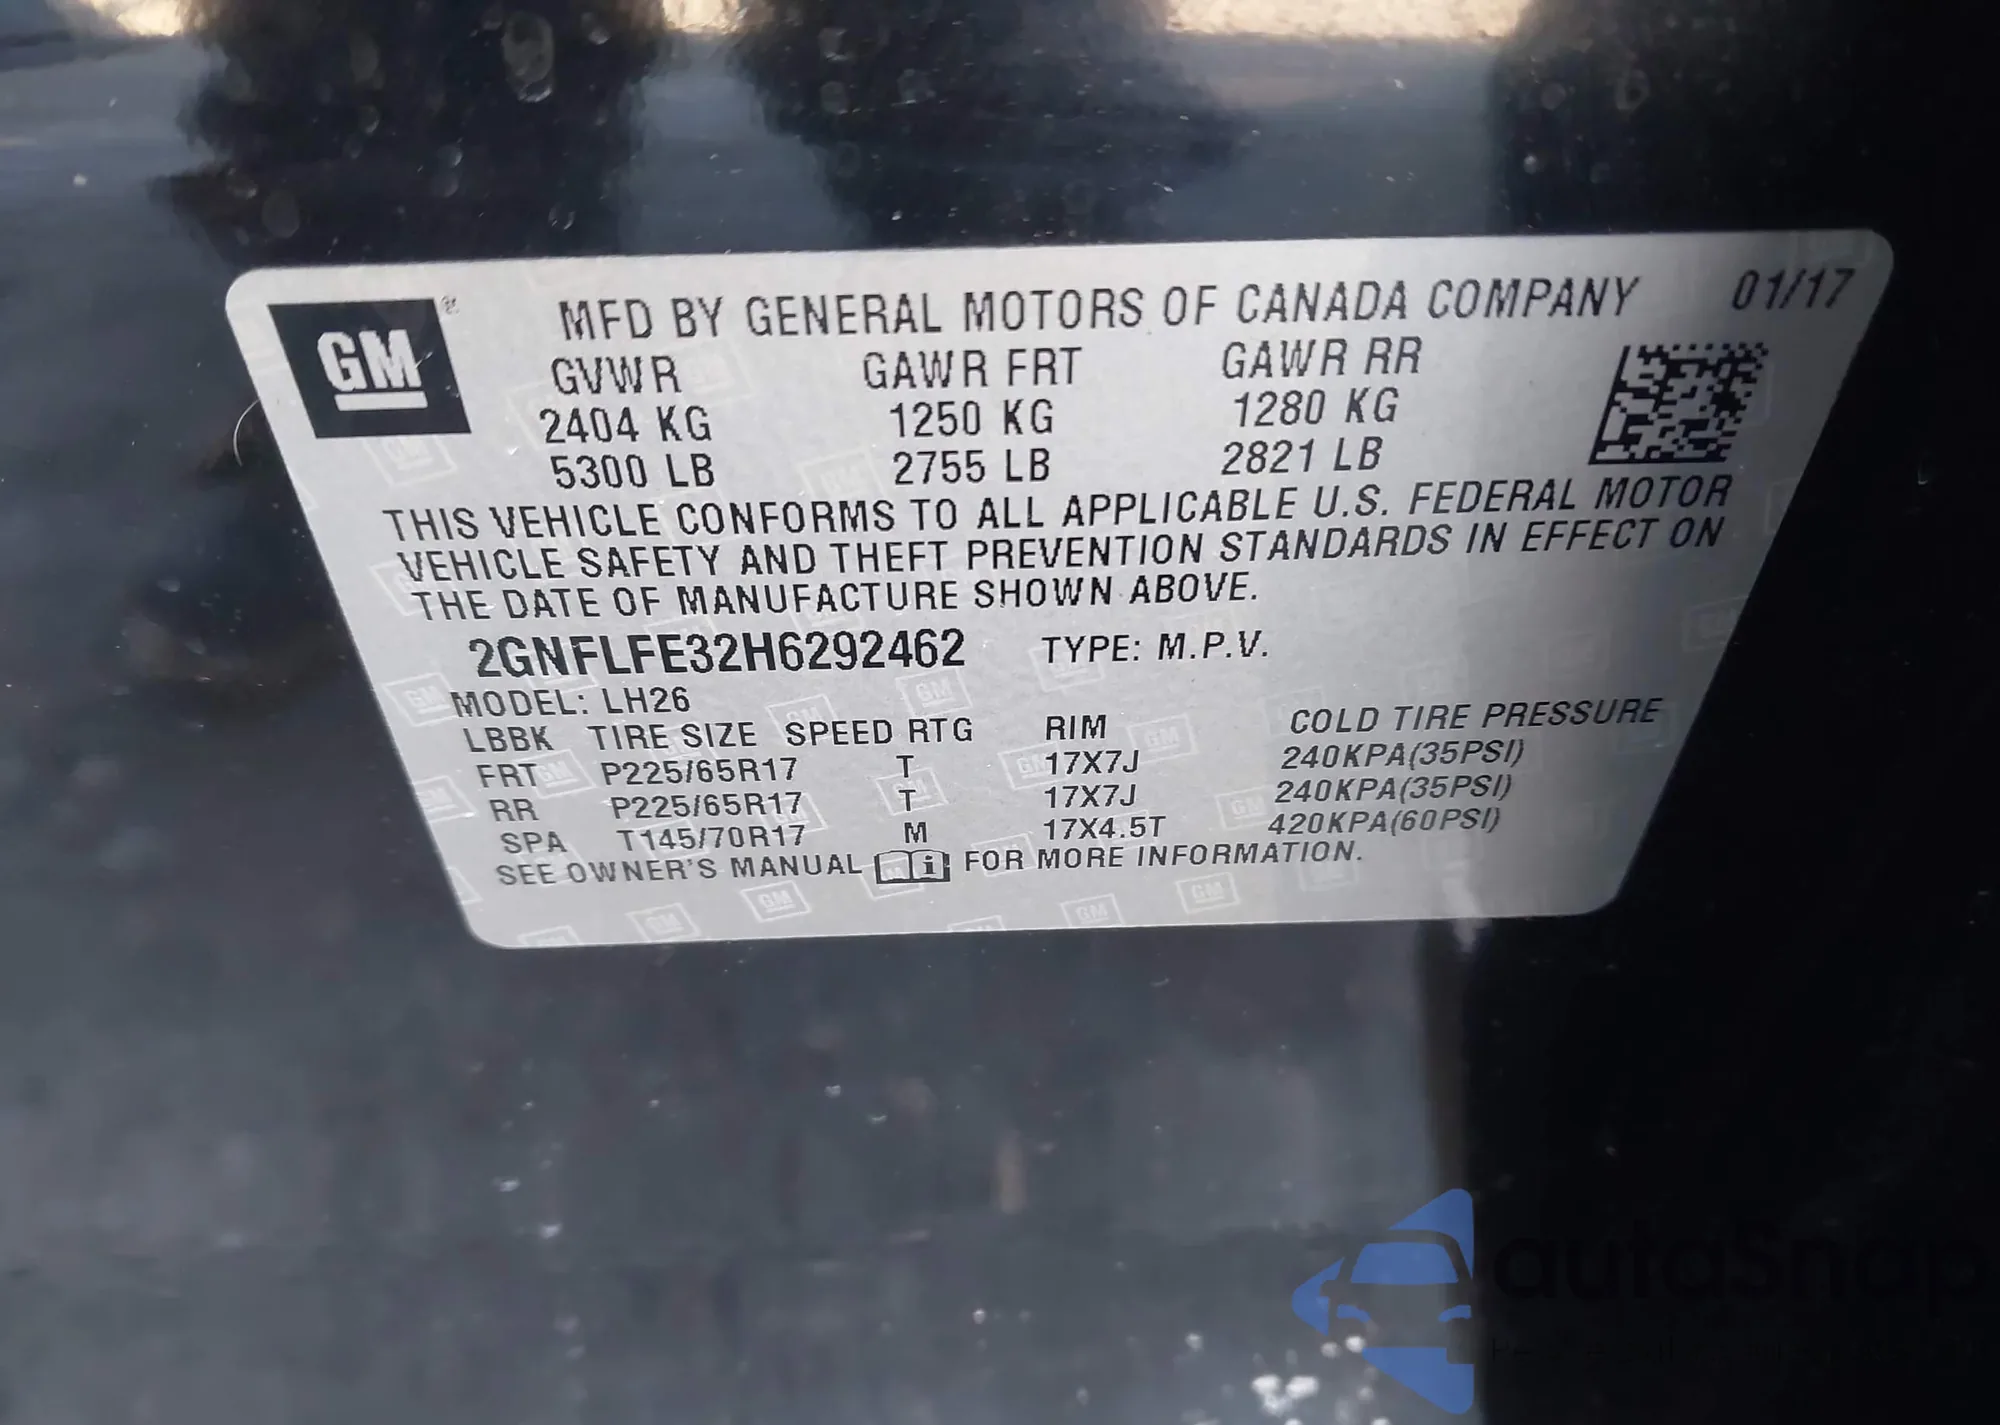 GM ®
MFD BY GENERAL MOTORS OF CANADA COMPANY 01/17
GVWR GAWR FRT GAWR RR
2404 KG 1250 KG 1280 KG
5300 LB 2755 LB 2821 LB
THIS VEHICLE CONFORMS TO ALL APPLICABLE U.S. FEDERAL MOTOR
VEHICLE SAFETY AND THEFT PREVENTION STANDARDS IN EFFECT ON
THE DATE OF MANUFACTURE SHOWN ABOVE.
2GNFLFE32H6292462 TYPE: M.P.V.
MODEL: LH26
LBBK TIRE SIZE SPEED RTG RIM COLD TIRE PRESSURE
FRT P225/65R17 T 17X7J 240KPA(35PSI)
RR P225/65R17 T 17X7J 240KPA(35PSI)
SPA T145/70R17 M 17X4.5T 420KPA(60PSI)
SEE OWNER'S MANUAL i FOR MORE INFORMATION.
autosnap